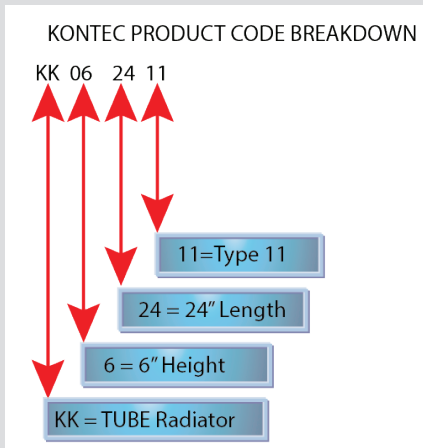 KONTEC PRODUCT CODE BREAKDOWN
KK 06 24 11
11=Type 11
24 = 24" Length
6 = 6" Height
KK = TUBE Radiator